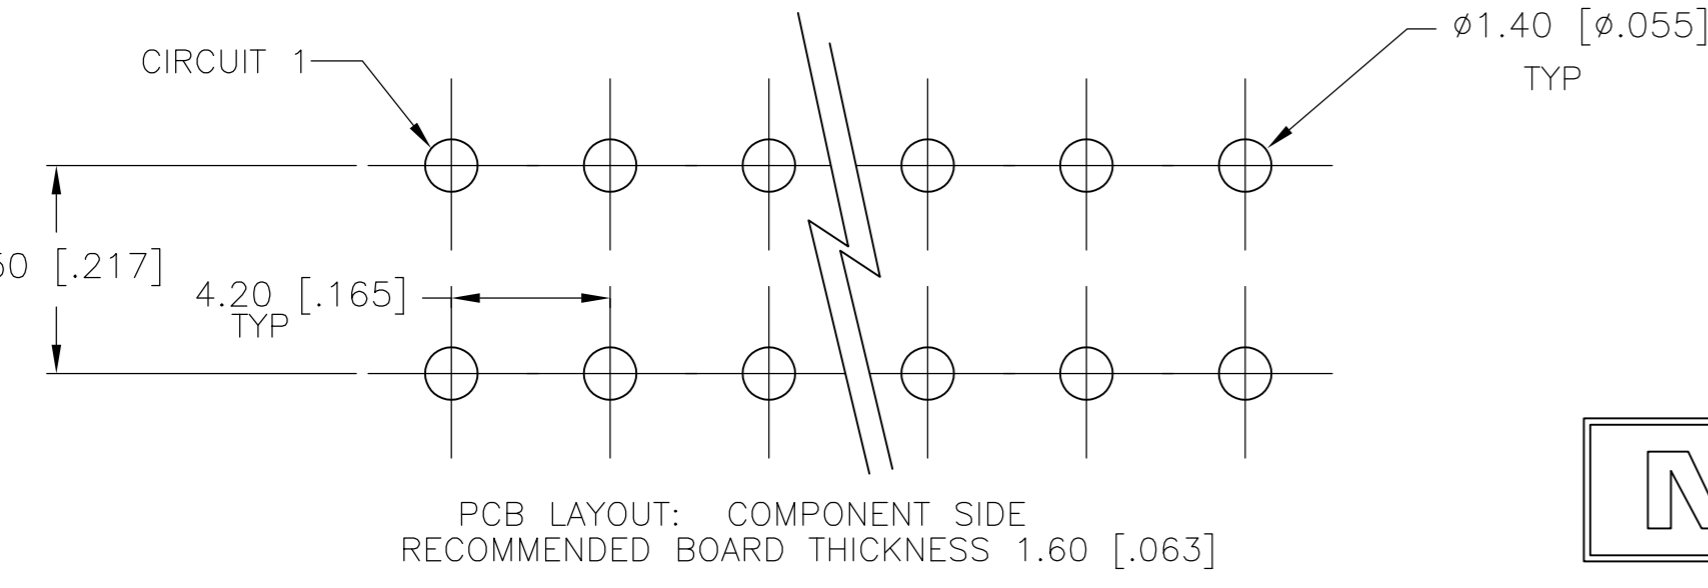 ø1.40 [ø.055]
TYP
CIRCUIT 1
[.217]
4.20 [.165]
TYP
PCB LAYOUT: COMPONENT SIDE
RECOMMENDED BOARD THICKNESS 1.60 [.063]